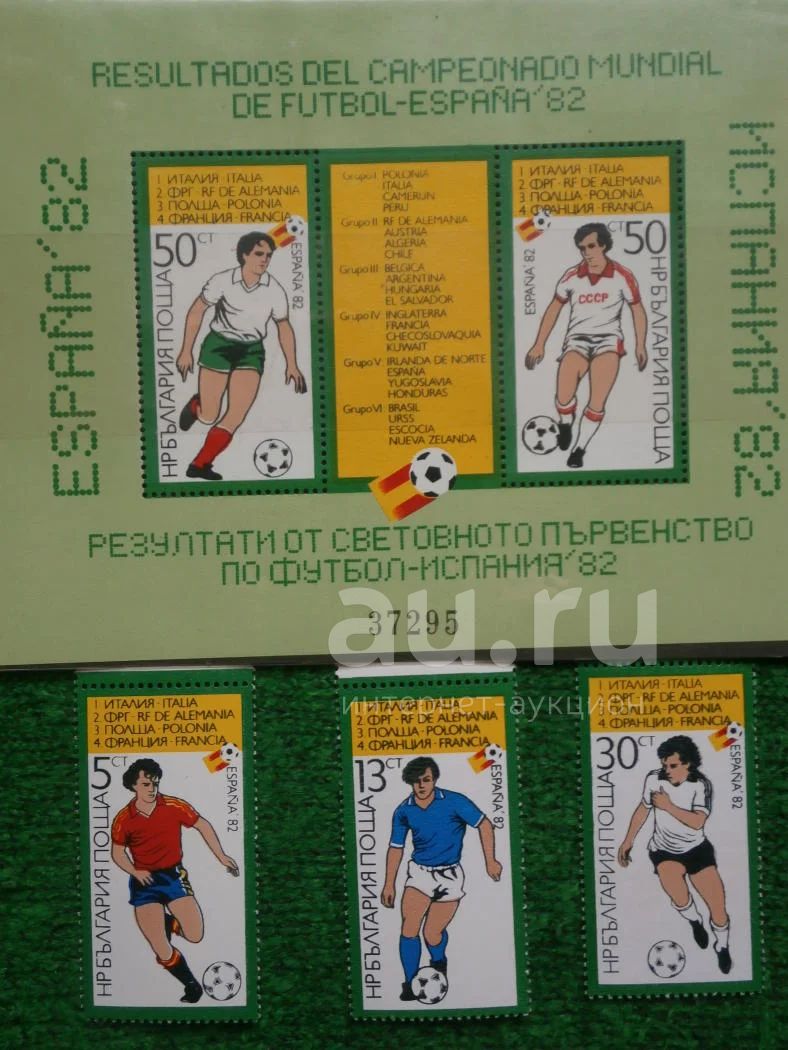 RESULTADOS DEL CAMPEONADO MUNDIAL
DE FUTBOL-ESPAÑA'82
ESPAÑA'82
ИСПАНИЯ'82
1 ИТАЛИЯ·ITALIA
2 ФРГ·RF DE ALEMANIA
3 ПОЛША·POLONIA
4 ФРАНЦИЯ·FRANCIA
50 СТ
ESPAÑA'82
НР БЪЛГАРИЯ ПОЩА
Grupo I POLONIA
ITALIA
CAMERUN
PERU
Grupo II RF DE ALEMANIA
AUSTRIA
ALGERIA
CHILE
Grupo III BELGICA
ARGENTINA
HUNGARIA
EL SALVADOR
Grupo IV INGLATERRA
FRANCIA
CHECOSLOVAQUIA
KUWAIT
Grupo V IRLANDA DE NORTE
ESPAÑA
YUGOSLAVIA
HONDURAS
Grupo VI BRASIL
URSS
ESCOCIA
NUEVA ZELANDA
1 ИТАЛИЯ·ITALIA
2 ФРГ·RF DE ALEMANIA
3 ПОЛША·POLONIA
4 ФРАНЦИЯ·FRANCIA
50 СТ
ESPAÑA'82
СССР
НР БЪЛГАРИЯ ПОЩА
РЕЗУЛТАТИ ОТ СВЕТОВНОТО ПЪРВЕНСТВО
ПО ФУТБОЛ-ИСПАНИЯ'82
37295
au.ru
интернет-аукцион
1 ИТАЛИЯ·ITALIA
2 ФРГ·RF DE ALEMANIA
3 ПОЛША·POLONIA
4 ФРАНЦИЯ·FRANCIA
5 СТ
ESPAÑA'82
НР БЪЛГАРИЯ ПОЩА
1 ИТАЛИЯ·ITALIA
2 ФРГ·RF DE ALEMANIA
3 ПОЛША·POLONIA
4 ФРАНЦИЯ·FRANCIA
13 СТ
ESPAÑA'82
НР БЪЛГАРИЯ ПОЩА
1 ИТАЛИЯ·ITALIA
2 ФРГ·RF DE ALEMANIA
3 ПОЛША·POLONIA
4 ФРАНЦИЯ·FRANCIA
30 СТ
ESPAÑA'82
НР БЪЛГАРИЯ ПОЩА